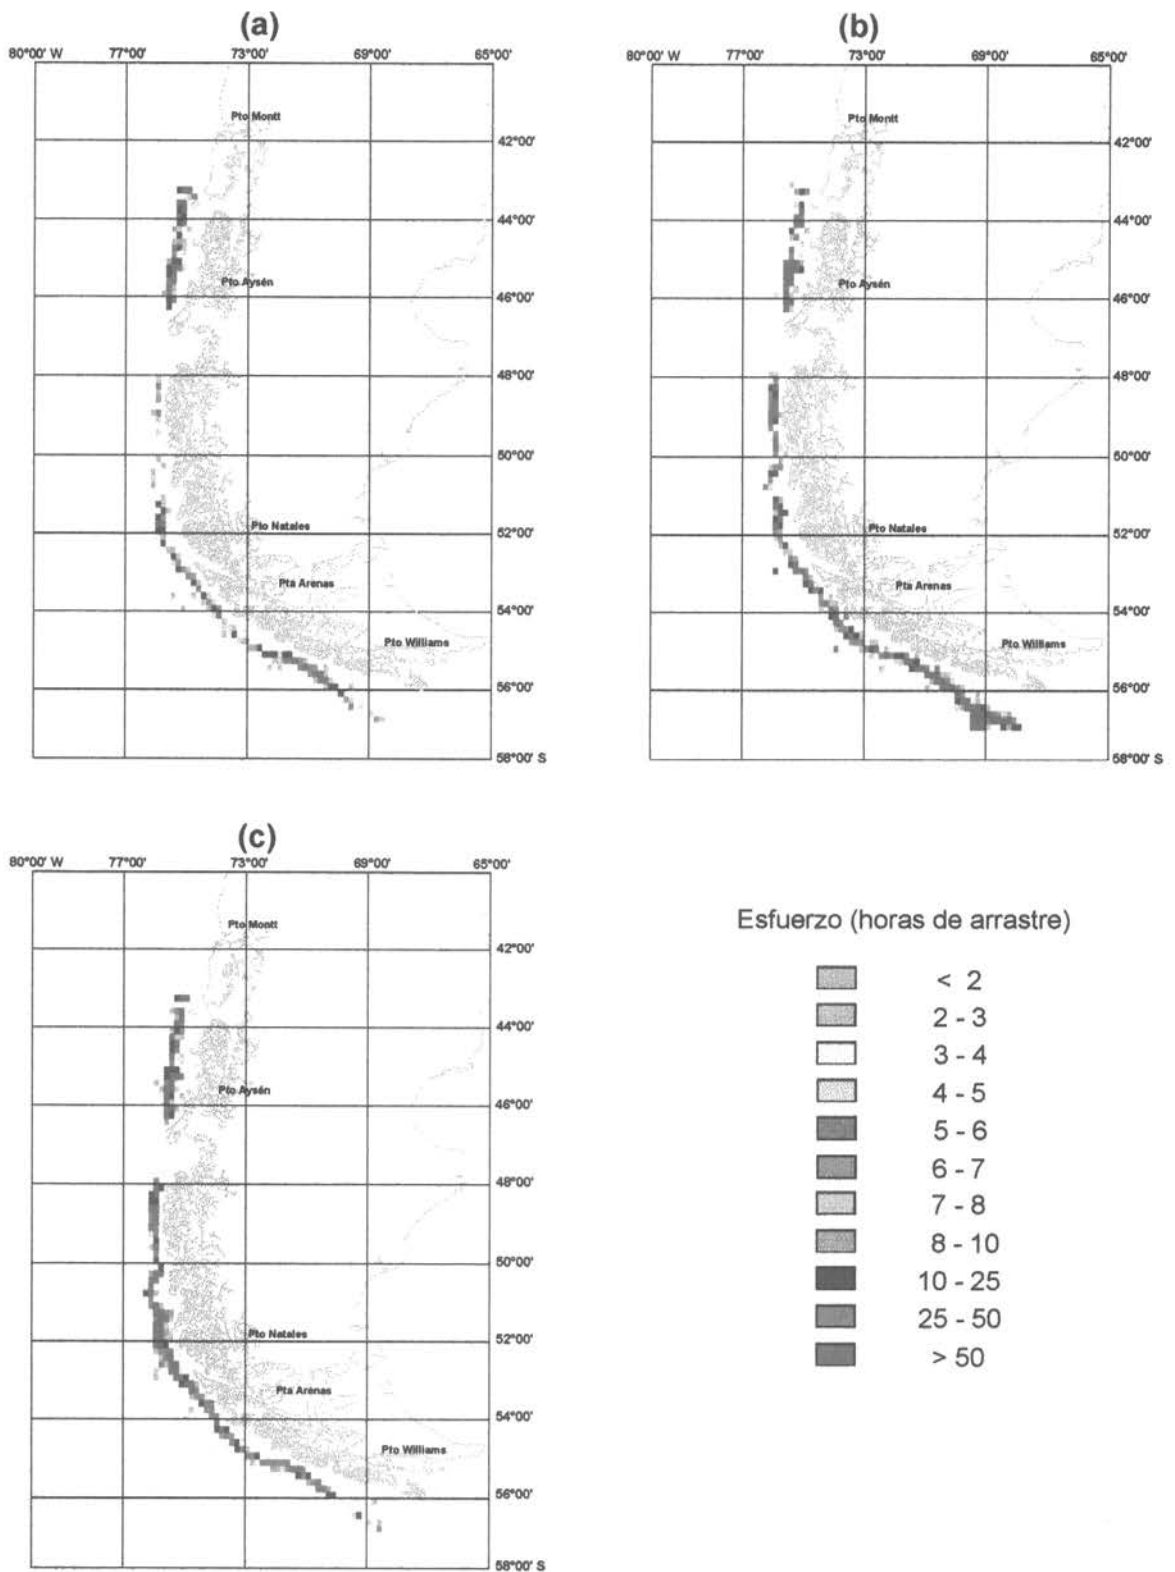 (a)
80°00' W 77°00' 73°00' 69°00' 65°00'
Pto Montt
42°00'
44°00'
Pto Aysén
46°00'
48°00'
50°00'
Pto Natales
52°00'
Pta Arenas
54°00'
Pto Williams
56°00'
58°00' S
(b)
80°00' W 77°00' 73°00' 69°00' 65°00'
Pto Montt
42°00'
44°00'
Pto Aysén
46°00'
48°00'
50°00'
Pto Natales
52°00'
Pta Arenas
54°00'
Pto Williams
56°00'
58°00' S
(c)
80°00' W 77°00' 73°00' 69°00' 65°00'
Pto Montt
42°00'
44°00'
Pto Aysén
46°00'
48°00'
50°00'
Pto Natales
52°00'
Pta Arenas
54°00'
Pto Williams
56°00'
58°00' S
Esfuerzo (horas de arrastre)
< 2
2 - 3
3 - 4
4 - 5
5 - 6
6 - 7
7 - 8
8 - 10
10 - 25
25 - 50
> 50